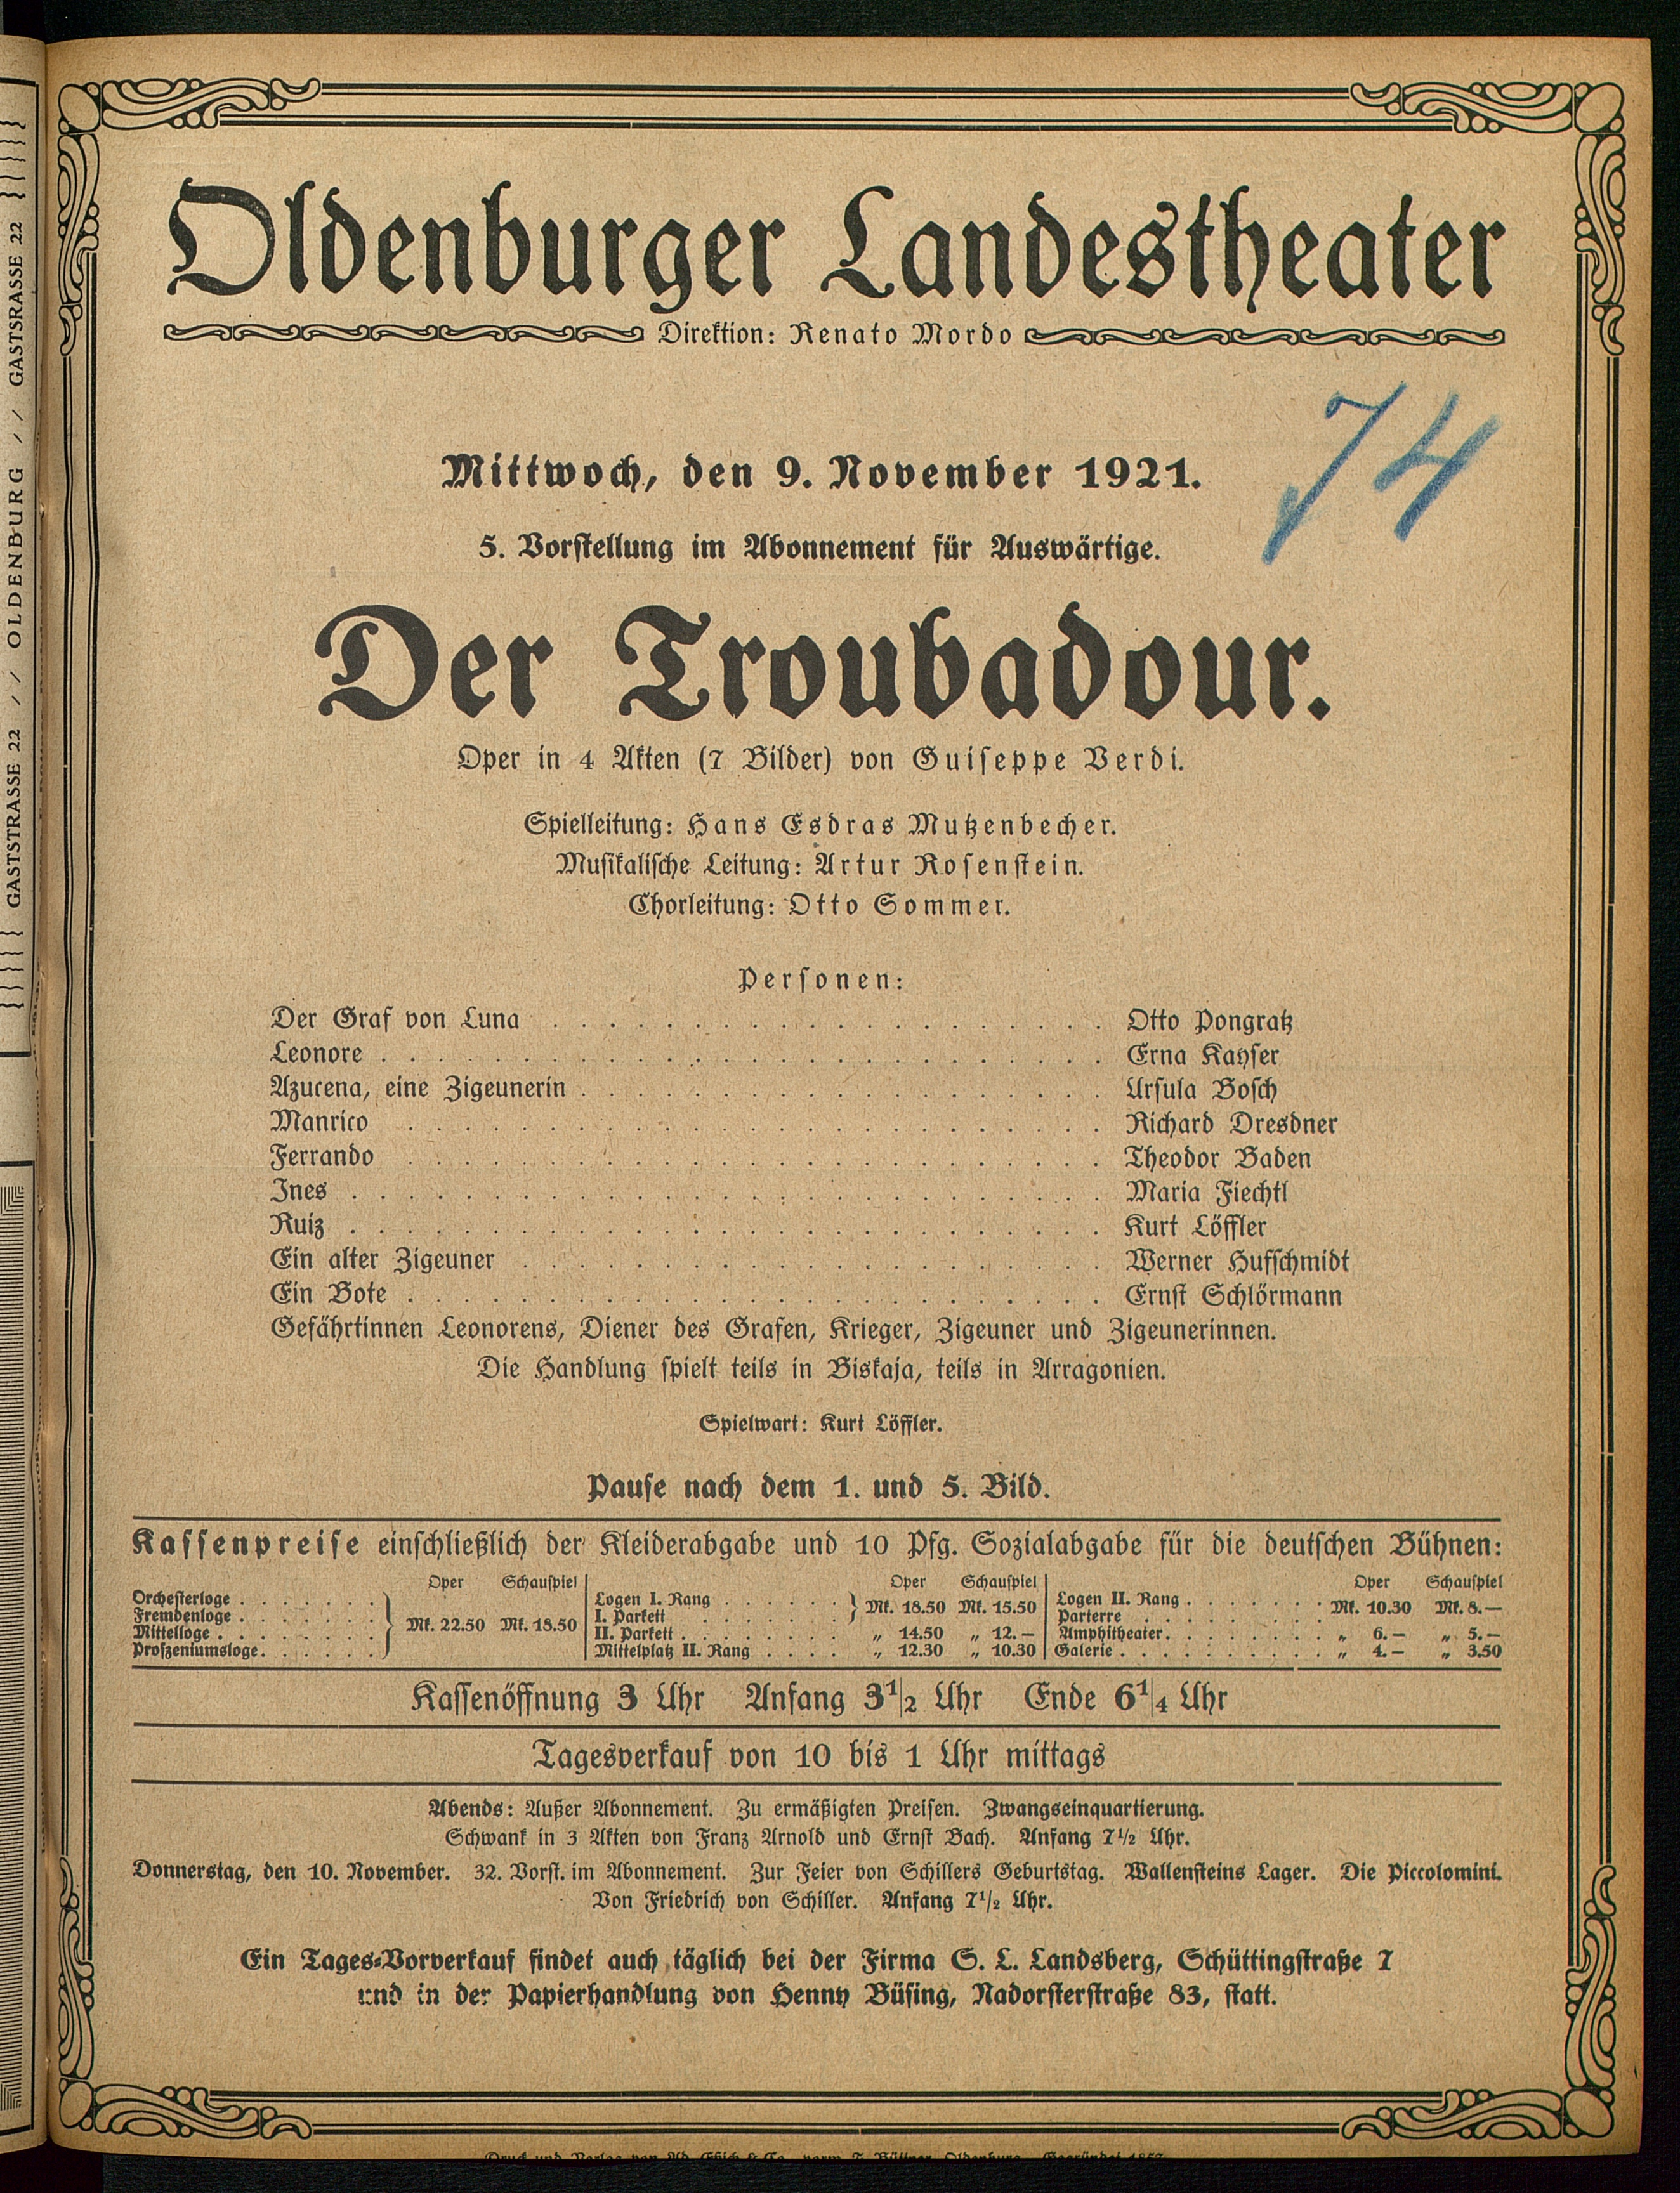 GASTSTRASSE 22 // OLDENBURG // GASTSRASSE 22
Oldenburger Landestheater
Direktion: Renato Mordo
74
Mittwoch, den 9. November 1921.
5. Vorstellung im Abonnement für Auswärtige.
Der Troubadour.
Oper in 4 Akten (7 Bilder) von Guiseppe Verdi.
Spielleitung: Hans Esdras Mutzenbecher.
Musikalische Leitung: Artur Rosenstein.
Chorleitung: Otto Sommer.
Personen:
Der Graf von Luna . . . . . . . . . . . . . . . . . . . . Otto Pongratz
Leonore . . . . . . . . . . . . . . . . . . . . . . . . . . Erna Kayser
Azucena, eine Zigeunerin . . . . . . . . . . . . . . . . . . . Ursula Bosch
Manrico . . . . . . . . . . . . . . . . . . . . . . . . . Richard Dresdner
Ferrando . . . . . . . . . . . . . . . . . . . . . . . . . Theodor Baden
Ines . . . . . . . . . . . . . . . . . . . . . . . . . . . Maria Fiechtl
Ruiz . . . . . . . . . . . . . . . . . . . . . . . . . . . Kurt Löffler
Ein alter Zigeuner . . . . . . . . . . . . . . . . . . . . . Werner Hufschmidt
Ein Bote . . . . . . . . . . . . . . . . . . . . . . . . . Ernst Schlörmann
Gefährtinnen Leonorens, Diener des Grafen, Krieger, Zigeuner und Zigeunerinnen.
Die Handlung spielt teils in Biskaja, teils in Arragonien.
Spielwart: Kurt Löffler.
Pause nach dem 1. und 5. Bild.
Kassenpreise einschließlich der Kleiderabgabe und 10 Pfg. Sozialabgabe für die deutschen Bühnen:
Oper Schauspiel
Orchesterloge . . . . . . .
Fremdenloge . . . . . . .
Mittelloge . . . . . . . .
Proszeniumsloge . . . . . .
Mk. 22.50 Mk. 18.50
Oper Schauspiel
Logen I. Rang . . . . . .
I. Parkett . . . . . .
Mk. 18.50 Mk. 15.50
II. Parkett . . . . . . . . „ 14.50 „ 12.—
Mittelplatz II. Rang . . . . „ 12.30 „ 10.30
Oper Schauspiel
Logen II. Rang . . . . . . .
Parterre . . . . . . . .
Mk. 10.30 Mk. 8.—
Amphitheater . . . . . . . . „ 6.— „ 5.—
Galerie . . . . . . . . . . „ 4.— „ 3.50
Kassenöffnung 3 Uhr Anfang 3 1/2 Uhr Ende 6 1/4 Uhr
Tagesverkauf von 10 bis 1 Uhr mittags
Abends: Außer Abonnement. Zu ermäßigten Preisen. Zwangseinquartierung.
Schwank in 3 Akten von Franz Arnold und Ernst Bach. Anfang 7 1/2 Uhr.
Donnerstag, den 10. November. 32. Vorst. im Abonnement. Zur Feier von Schillers Geburtstag. Wallensteins Lager. Die Piccolomini.
Von Friedrich von Schiller. Anfang 7 1/2 Uhr.
Ein Tages-Vorverkauf findet auch täglich bei der Firma S. L. Landsberg, Schüttingstraße 7
und in der Papierhandlung von Henny Büsing, Nadorsterstraße 83, statt.